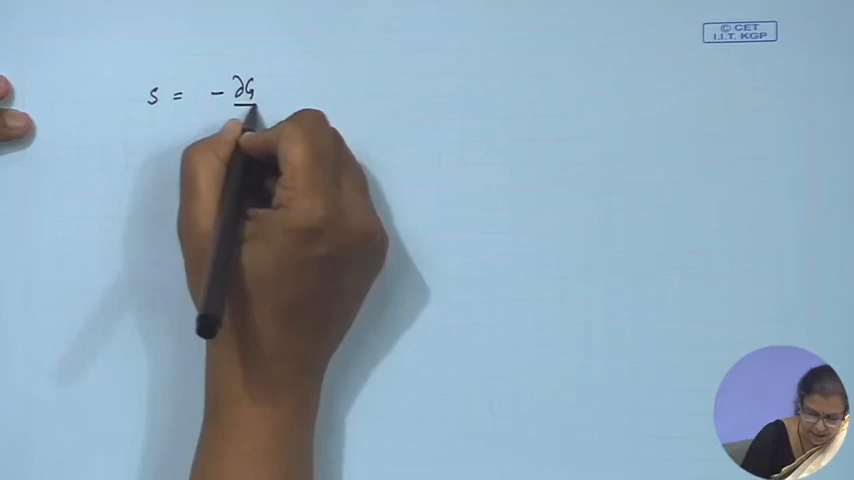 © CET
I.I.T. KGP
S = - ∂G